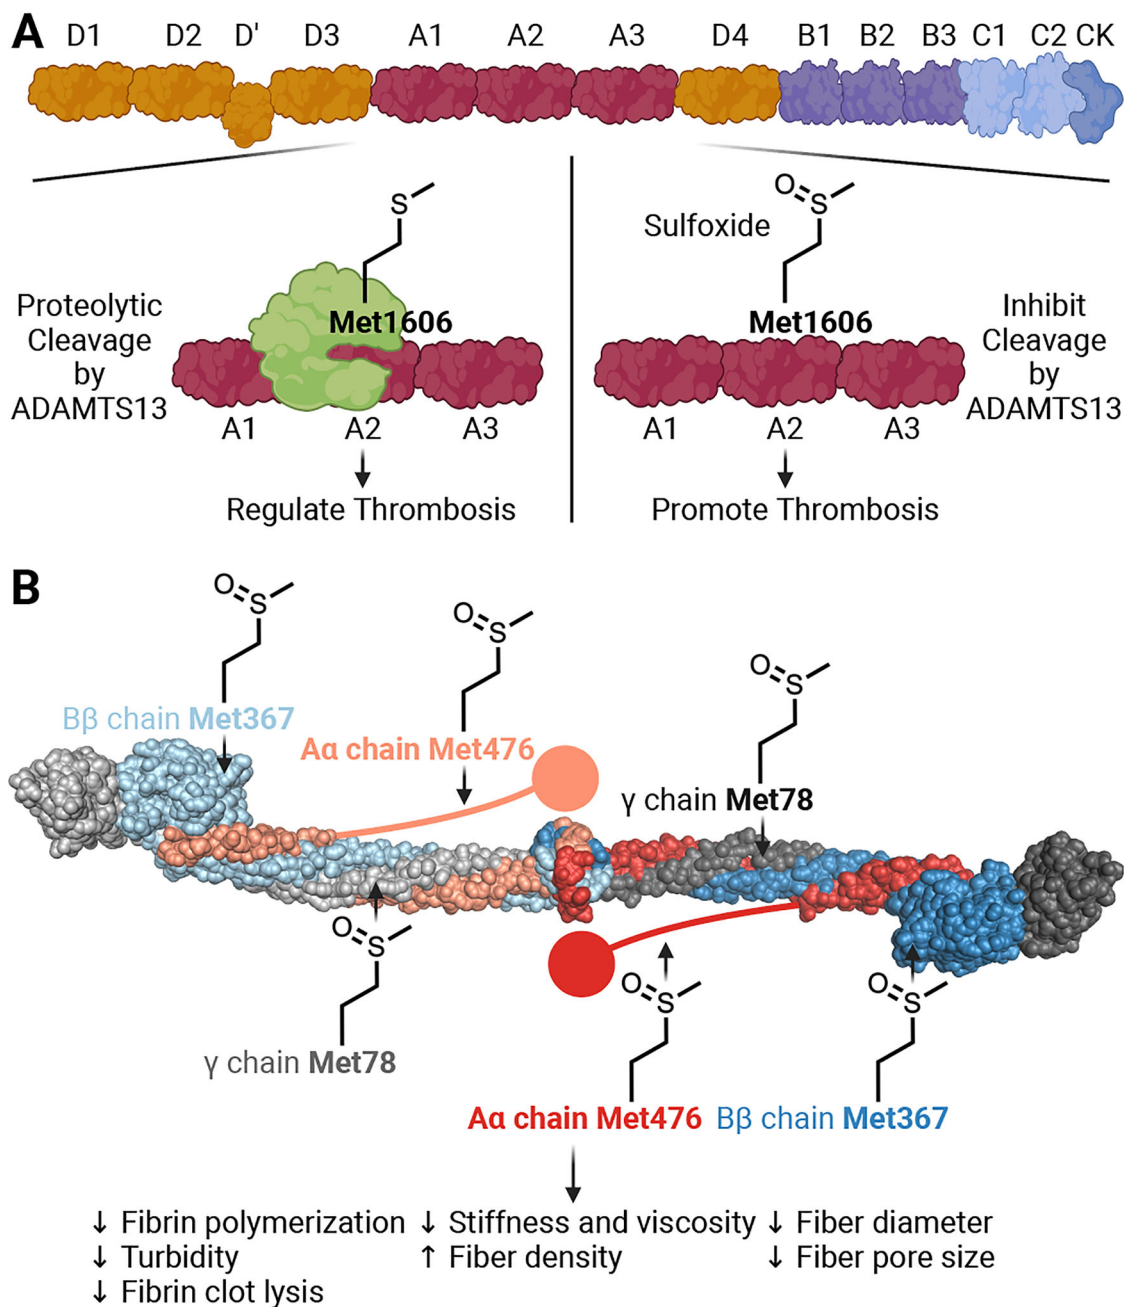 A
D1 D2 D' D3 A1 A2 A3 D4 B1 B2 B3 C1 C2 CK
S
O S
Sulfoxide
Proteolytic
Cleavage
by
ADAMTS13
Met1606
A1 A2 A3
Regulate Thrombosis
Met1606
Inhibit
Cleavage
by
ADAMTS13
A1 A2 A3
Promote Thrombosis
B
O S
O S
O S
Bβ chain Met367
Aα chain Met476
γ chain Met78
O S
O S
O S
γ chain Met78
Aα chain Met476 Bβ chain Met367
↓ Fibrin polymerization ↓ Stiffness and viscosity ↓ Fiber diameter
↓ Turbidity ↑ Fiber density ↓ Fiber pore size
↓ Fibrin clot lysis